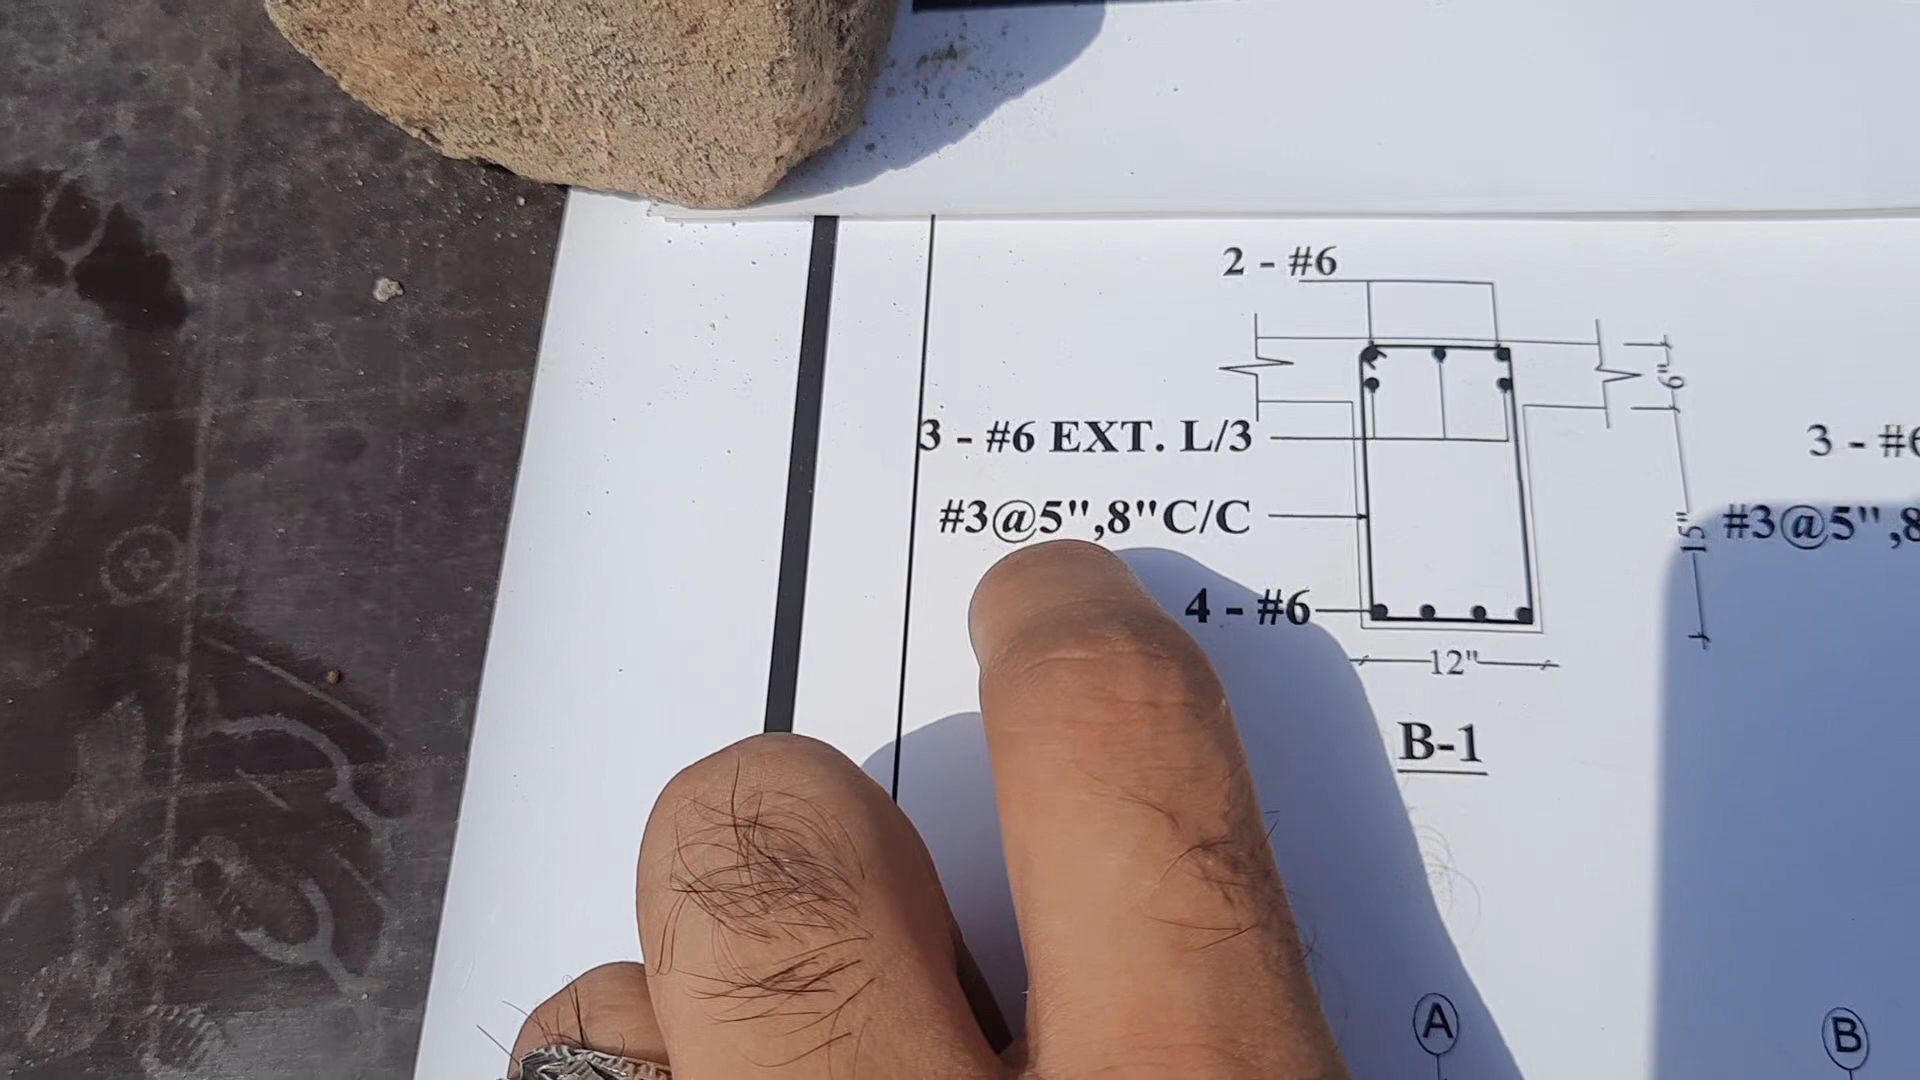 2 - #6
6"
3 - #6 EXT. L/3
3 - #6
#3@5",8"C/C
15"
#3@5",8
4 - #6
12"
B-1
A
B